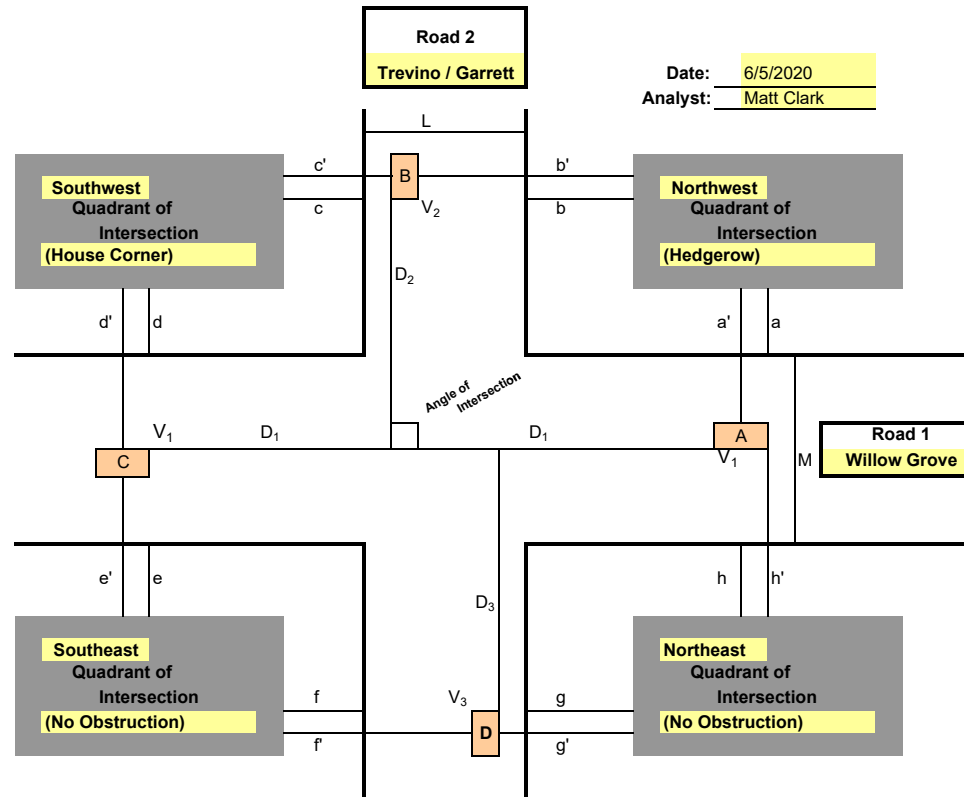 Road 2
Trevino / Garrett
Date: 6/5/2020
Analyst: Matt Clark
L
Southwest
Quadrant of
Intersection
(House Corner)
c'
c
B
V2
b'
b
Northwest
Quadrant of
Intersection
(Hedgerow)
D2
d'
d
a'
a
Angle of
Intersection
V1
D1
D1
A
V1
C
M
Road 1
Willow Grove
e'
e
h
h'
D3
Southeast
Quadrant of
Intersection
(No Obstruction)
f
f'
V3
D
g
g'
Northeast
Quadrant of
Intersection
(No Obstruction)